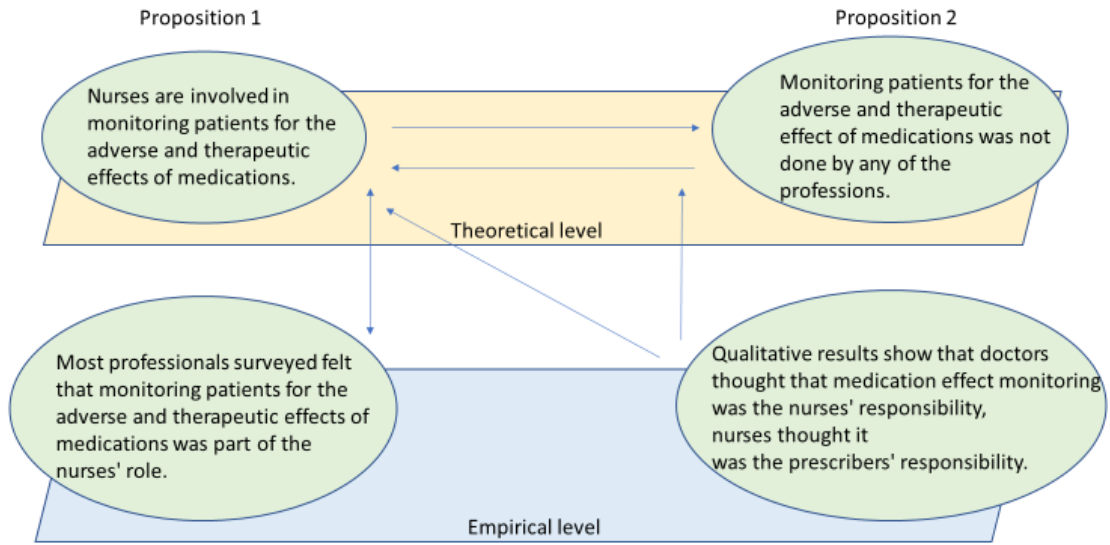 Proposition 1
Proposition 2
Nurses are involved in
monitoring patients for the
adverse and therapeutic
effects of medications.
Monitoring patients for the
adverse and therapeutic
effect of medications was not
done by any of the
professions.
Theoretical level
Most professionals surveyed felt
that monitoring patients for the
adverse and therapeutic effects of
medications was part of the
nurses' role.
Qualitative results show that doctors
thought that medication effect monitoring
was the nurses' responsibility,
nurses thought it
was the prescribers' responsibility.
Empirical level